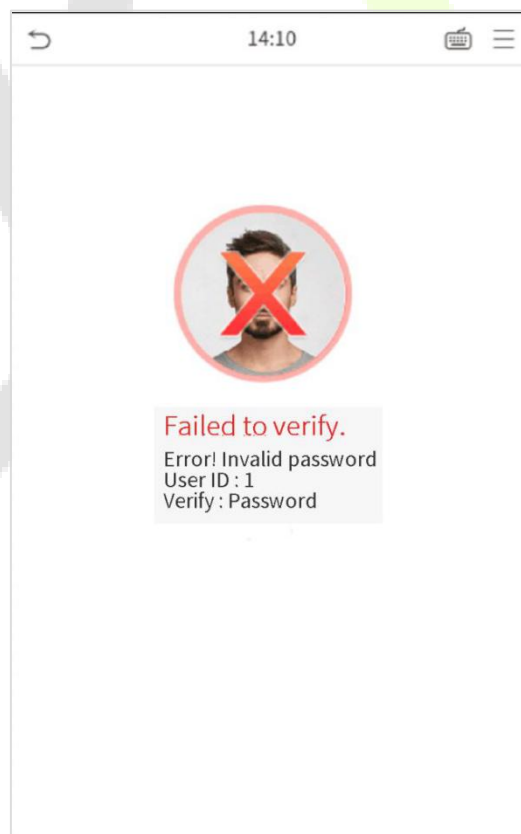 14:10
Failed to verify.
Error! Invalid password
User ID : 1
Verify : Password